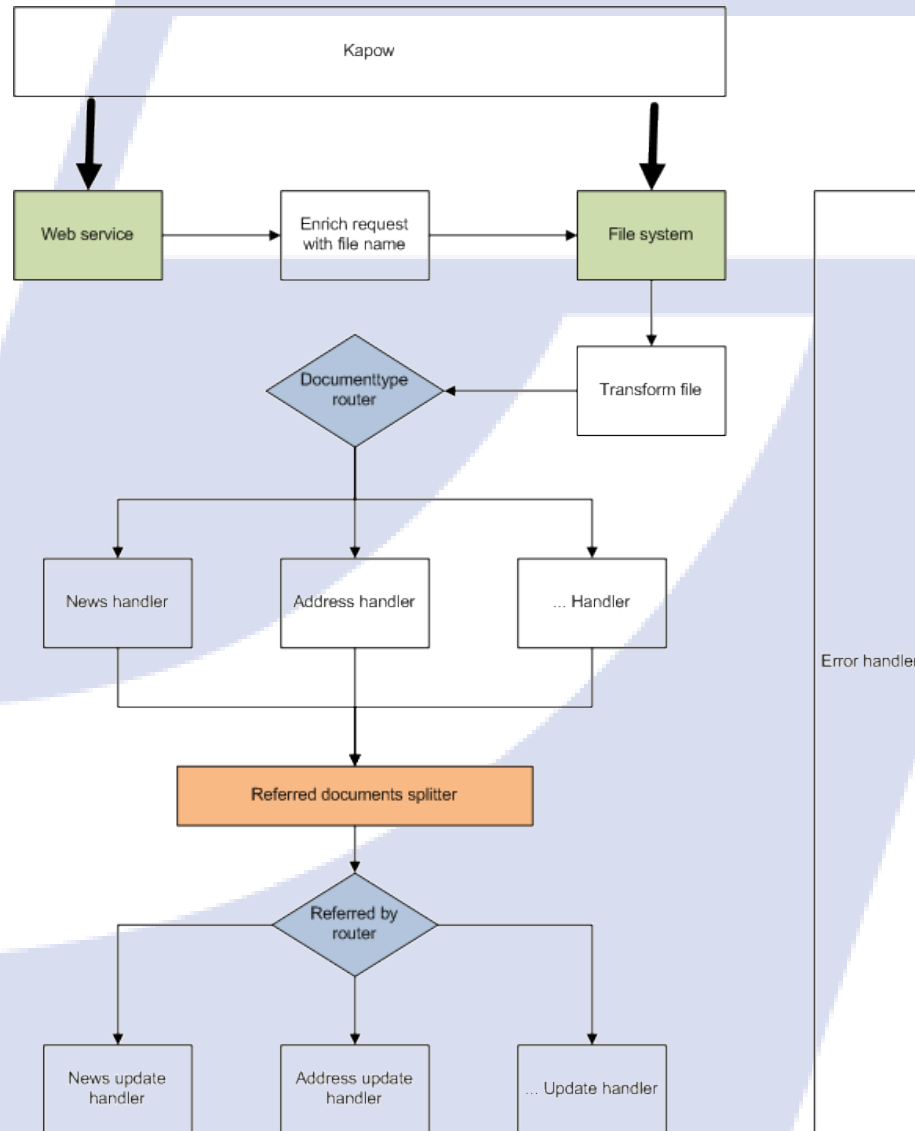 Kapow
Web service
Enrich request
with file name
File system
Documenttype
router
Transform file
News handler
Address handler
... Handler
Error handler
Referred documents splitter
Referred by
router
News update
handler
Address update
handler
... Update handler